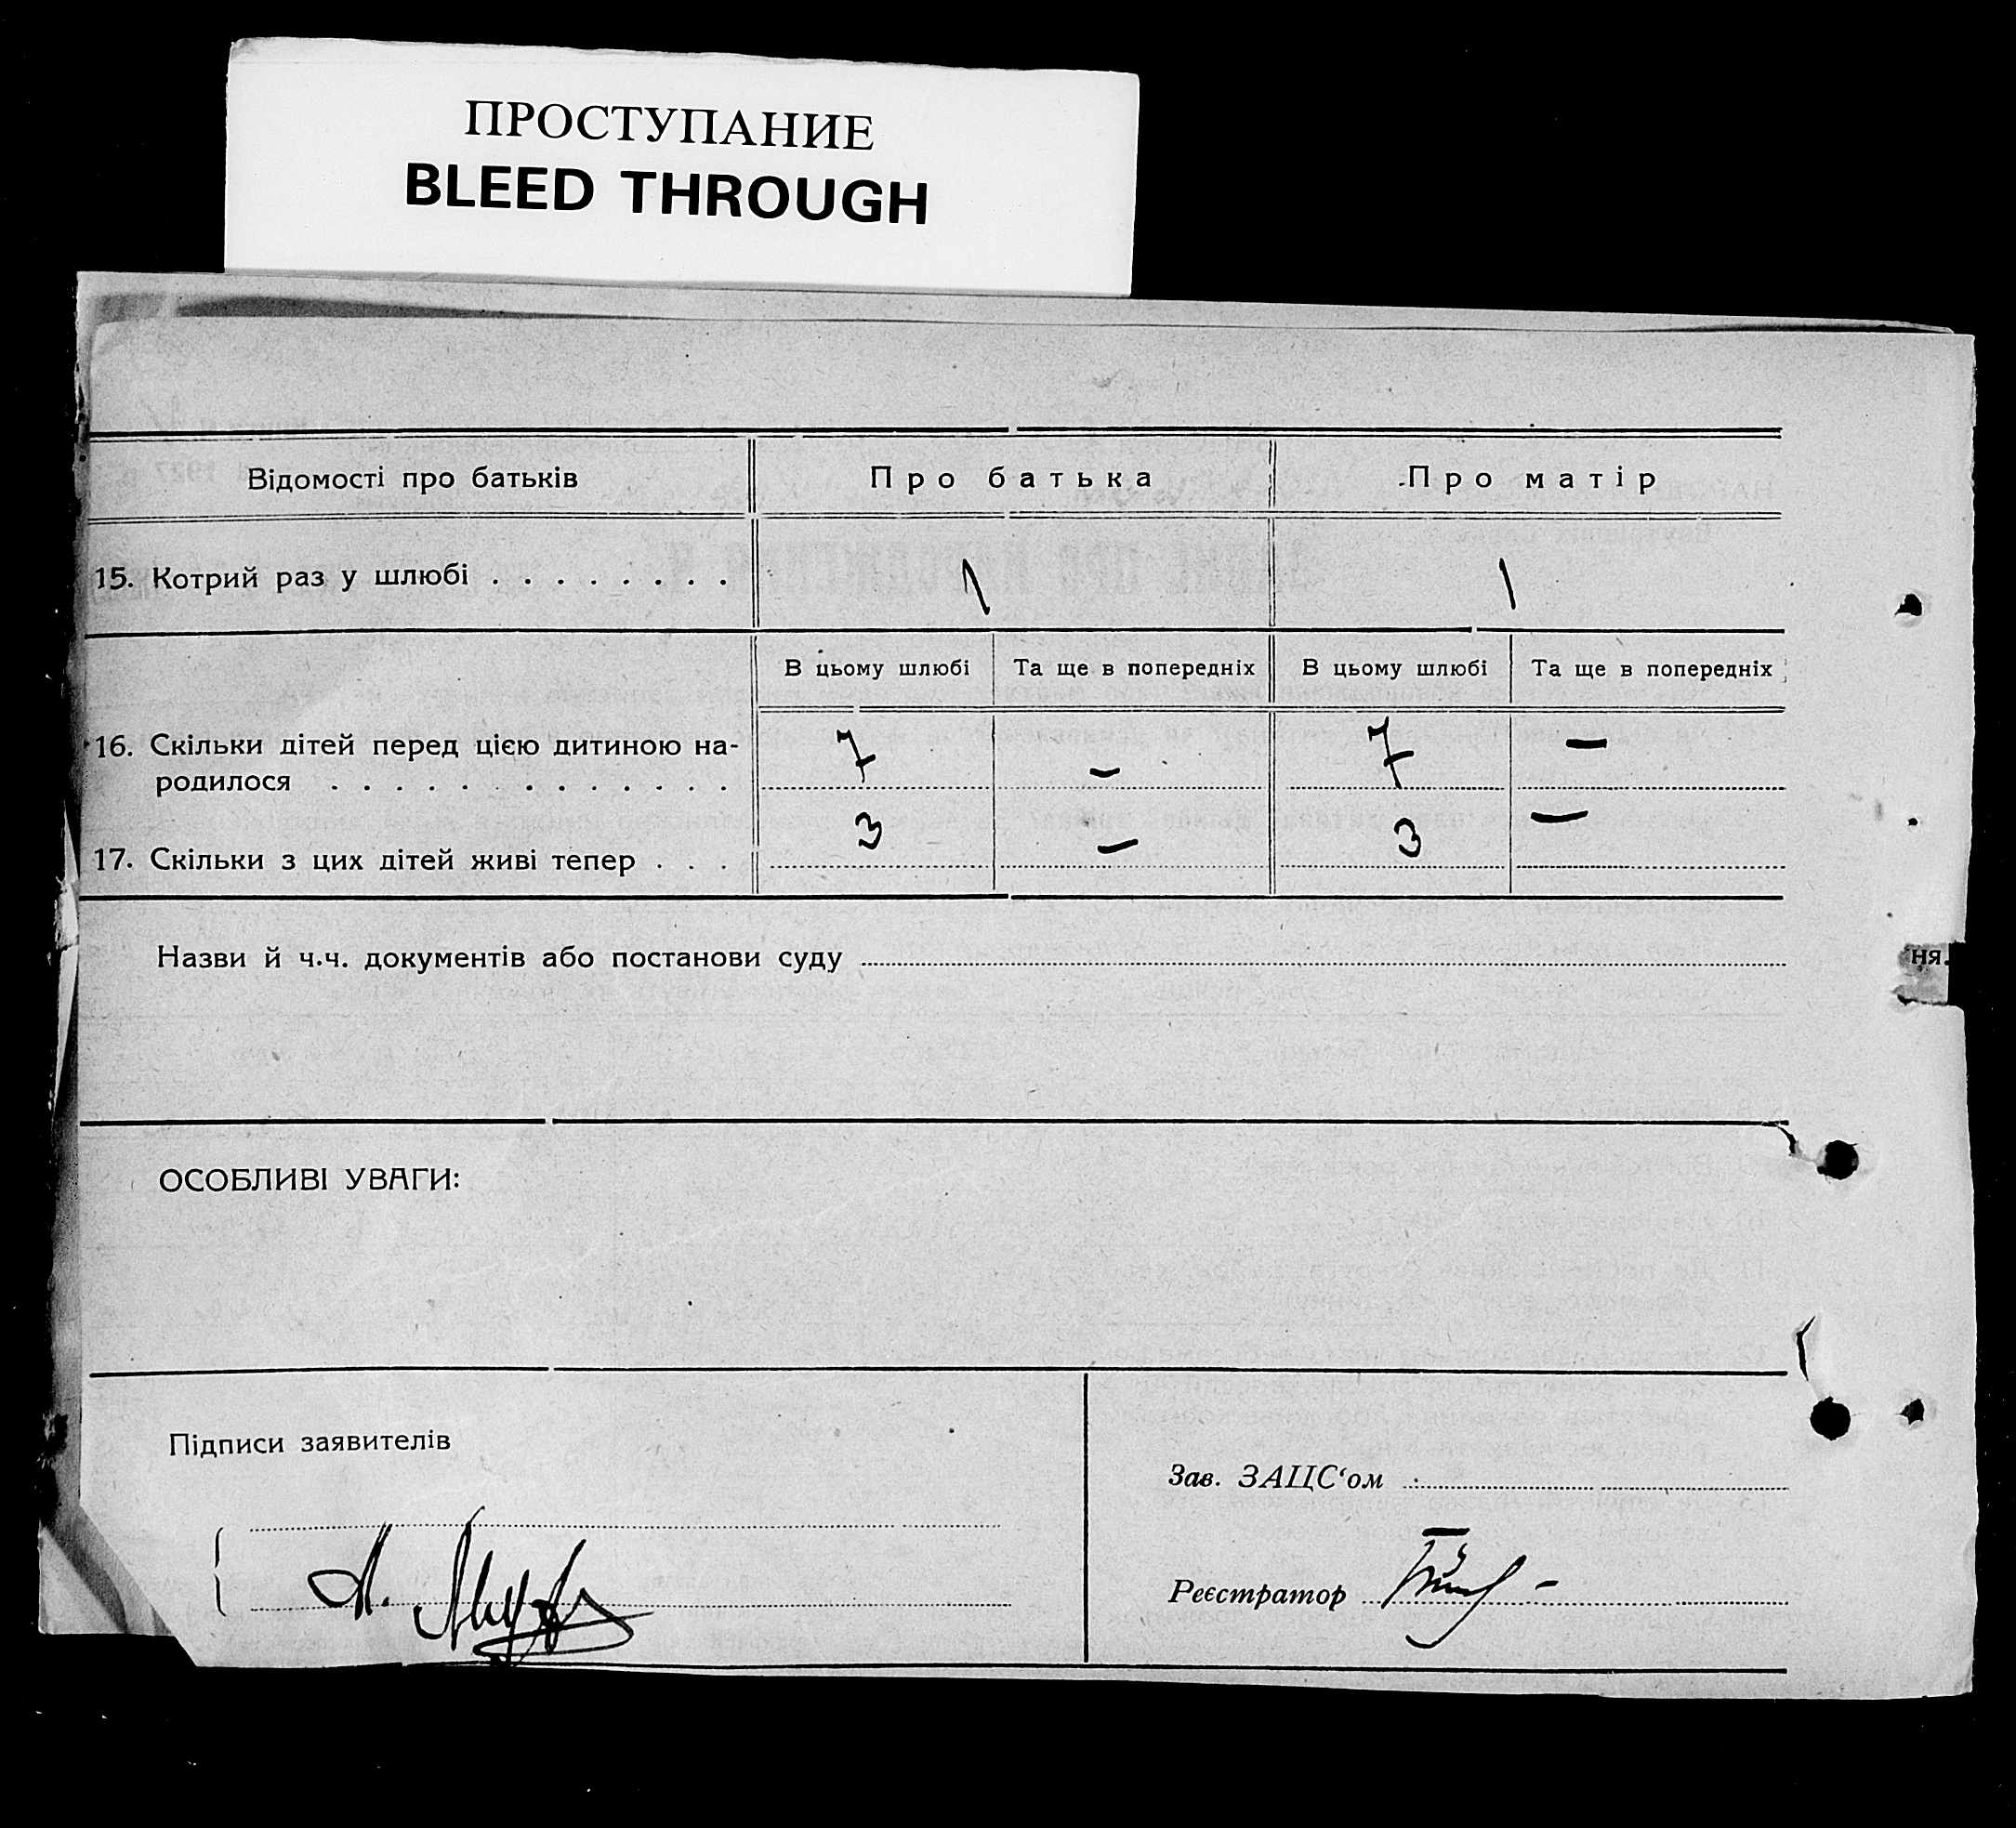 ПРОСТУПАНИЕ
BLEED THROUGH
Відомості про батьків Про батька Про матір
15. Котрий раз у шлюбі . . . . . . . . 1 1
В цьому шлюбі Та ще в попередніх В цьому шлюбі Та ще в попередніх
16. Скільки дітей перед цією дитиною на-
родилося . . . . . . . . . . . . . 7 – 7 –
17. Скільки з цих дітей живі тепер . . . 3 – 3 –
Назви й ч.ч. документів або постанови суду
ня.
ОСОБЛИВІ УВАГИ:
Підписи заявителів
Зав. ЗАЦС‘ом
Реєстратор